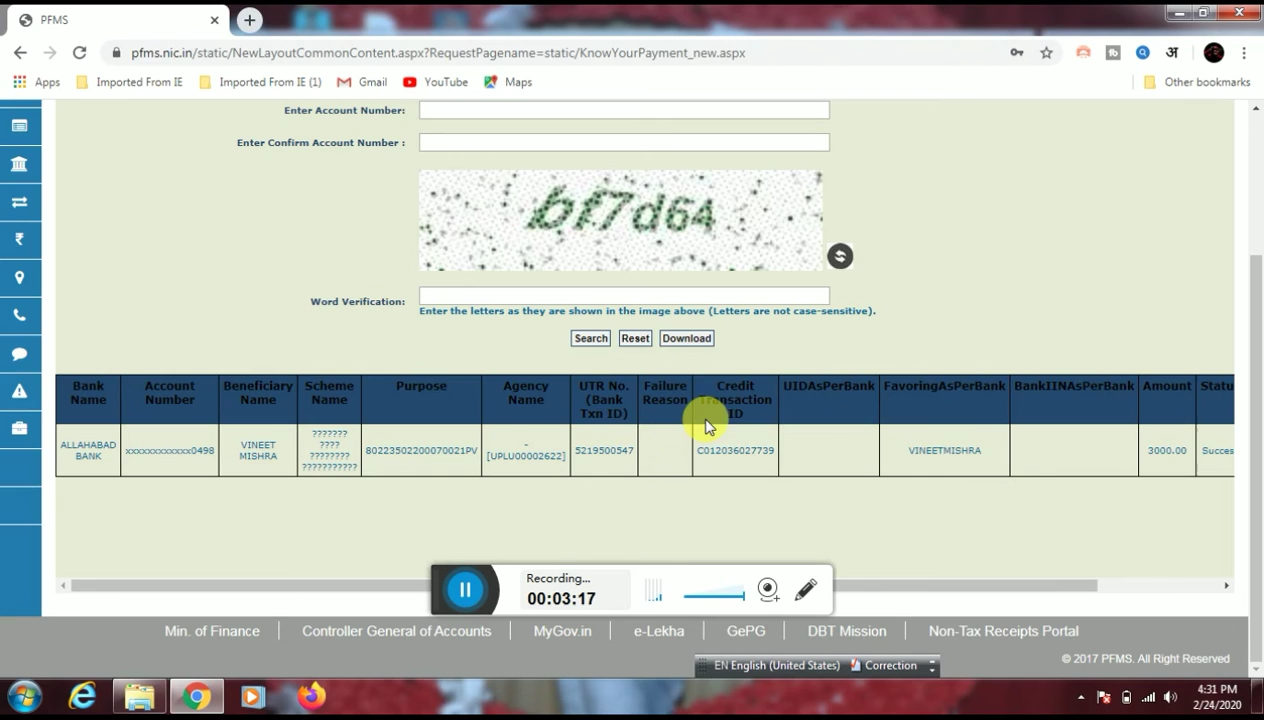 PFMS
pfms.nic.in/static/NewLayoutCommonContent.aspx?RequestPagename=static/KnowYourPayment_new.aspx
अ
Apps
Imported From IE
Imported From IE (1)
Gmail
YouTube
Maps
Other bookmarks
Enter Account Number:
Enter Confirm Account Number :
bf7d64
Word Verification:
Enter the letters as they are shown in the image above (Letters are not case-sensitive).
Search Reset Download
Bank Name
Account Number
Beneficiary Name
Scheme Name
Purpose
Agency Name
UTR No. (Bank Txn ID)
Failure Reason
Credit Transaction ID
UIDAsPerBank
FavoringAsPerBank
BankIINAsPerBank
Amount
Statu
ALLAHABAD BANK
xxxxxxxxxxxx0498
VINEET MISHRA
??????? ???? ???????? ???????????
80223502200070021PV
- [UPLU00002622]
5219500547
C012036027739
VINEETMISHRA
3000.00
Succes
Recording...
00:03:17
Min. of Finance
Controller General of Accounts
MyGov.in
e-Lekha
GePG
DBT Mission
Non-Tax Receipts Portal
© 2017 PFMS. All Right Reserved
EN English (United States) Correction
4:31 PM
2/24/2020